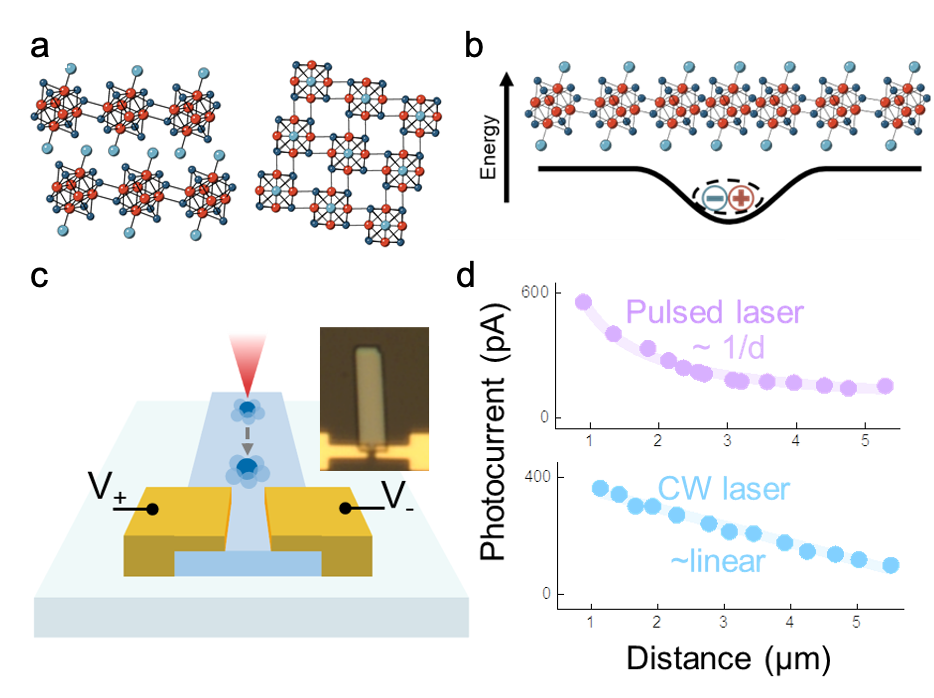 a
b
Energy
− +
c
V+
V-
d
Photocurrent (pA)
600
0
Pulsed laser
~ 1/d
1 2 3 4 5
400
0
CW laser
~linear
1 2 3 4 5
Distance (µm)